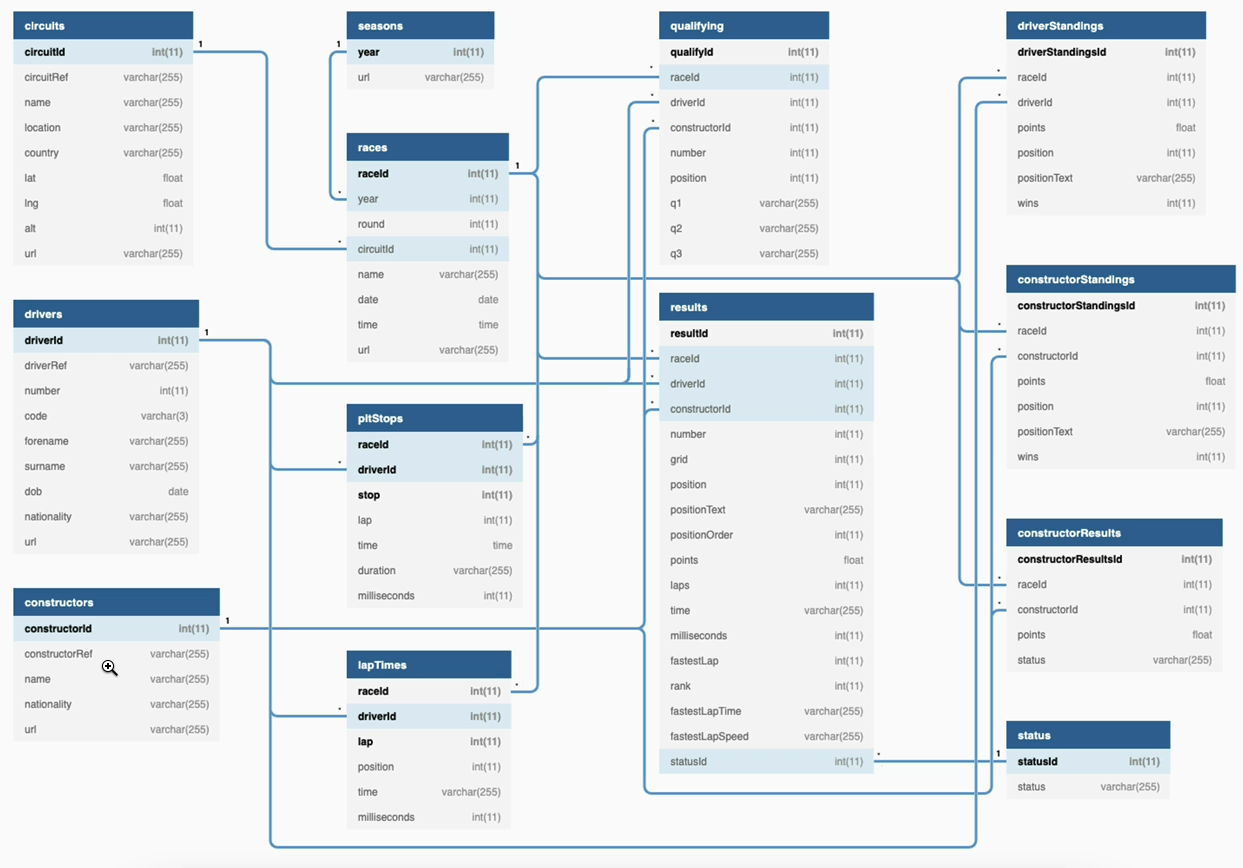 circuits
circuitId int(11)
circuitRef varchar(255)
name varchar(255)
location varchar(255)
country varchar(255)
lat float
lng float
alt int(11)
url varchar(255)
1
seasons
year int(11)
url varchar(255)
1
races
raceId int(11)
year int(11)
round int(11)
circuitId int(11)
name varchar(255)
date date
time time
url varchar(255)
1
*
*
qualifying
qualifyId int(11)
raceId int(11)
driverId int(11)
constructorId int(11)
number int(11)
position int(11)
q1 varchar(255)
q2 varchar(255)
q3 varchar(255)
*
*
*
driverStandings
driverStandingsId int(11)
raceId int(11)
driverId int(11)
points float
position int(11)
positionText varchar(255)
wins int(11)
*
*
drivers
driverId int(11)
driverRef varchar(255)
number int(11)
code varchar(3)
forename varchar(255)
surname varchar(255)
dob date
nationality varchar(255)
url varchar(255)
1
pitStops
raceId int(11)
driverId int(11)
stop int(11)
lap int(11)
time time
duration varchar(255)
milliseconds int(11)
*
*
results
resultId int(11)
raceId int(11)
driverId int(11)
constructorId int(11)
number int(11)
grid int(11)
position int(11)
positionText varchar(255)
positionOrder int(11)
points float
laps int(11)
time varchar(255)
milliseconds int(11)
fastestLap int(11)
rank int(11)
fastestLapTime varchar(255)
fastestLapSpeed varchar(255)
statusId int(11)
*
*
*
*
constructorStandings
constructorStandingsId int(11)
raceId int(11)
constructorId int(11)
points float
position int(11)
positionText varchar(255)
wins int(11)
*
*
constructors
constructorId int(11)
constructorRef varchar(255)
name varchar(255)
nationality varchar(255)
url varchar(255)
1
lapTimes
raceId int(11)
driverId int(11)
lap int(11)
position int(11)
time varchar(255)
milliseconds int(11)
*
*
constructorResults
constructorResultsId int(11)
raceId int(11)
constructorId int(11)
points float
status varchar(255)
*
*
status
statusId int(11)
status varchar(255)
1